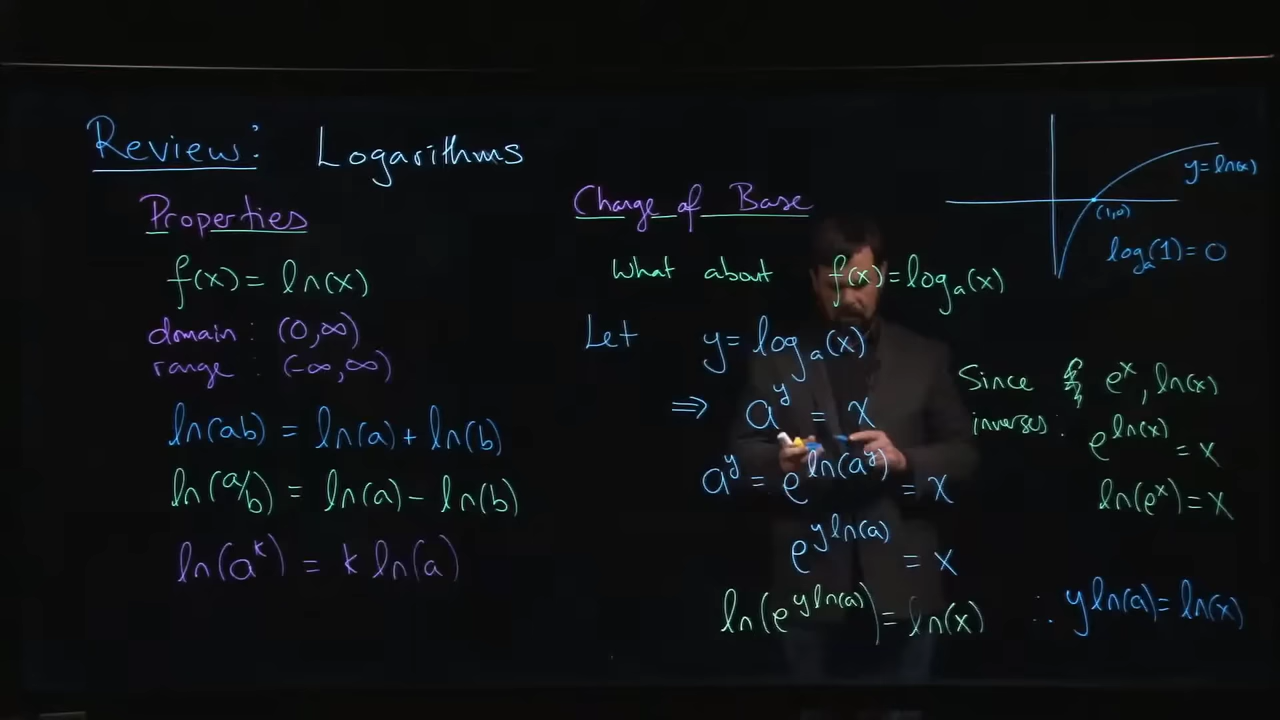 Review: Logarithms
Properties
f(x) = ln(x)
domain : (0,∞)
range : (-∞,∞)
ln(ab) = ln(a) + ln(b)
ln(a/b) = ln(a) - ln(b)
ln(a^k) = k ln(a)
Change of Base
What about f(x) = log_a(x)
Let y = log_a(x)
⇒ a^y = x
a^y = e^{ln(a^y)} = x
e^{y ln(a)} = x
ln(e^{y ln(a)}) = ln(x)
∴ y ln(a) = ln(x)
y = ln(x)
(1,0)
log_a(1) = 0
Since e^x, ln(x)
inverses:
e^{ln(x)} = x
ln(e^x) = x